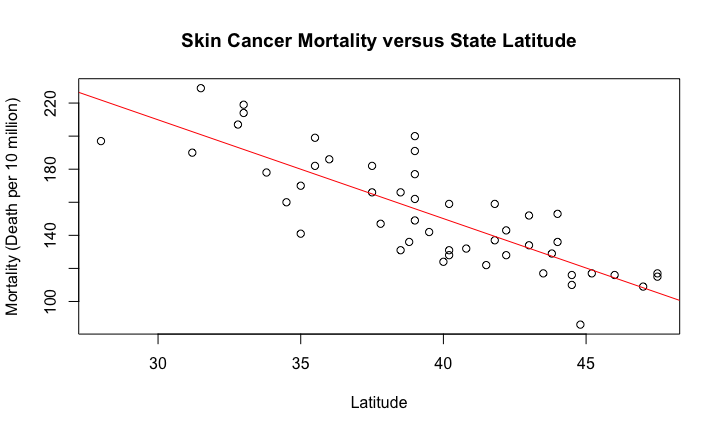 Skin Cancer Mortality versus State Latitude
Mortality (Death per 10 million)
220
180
140
100
30 35 40 45
Latitude